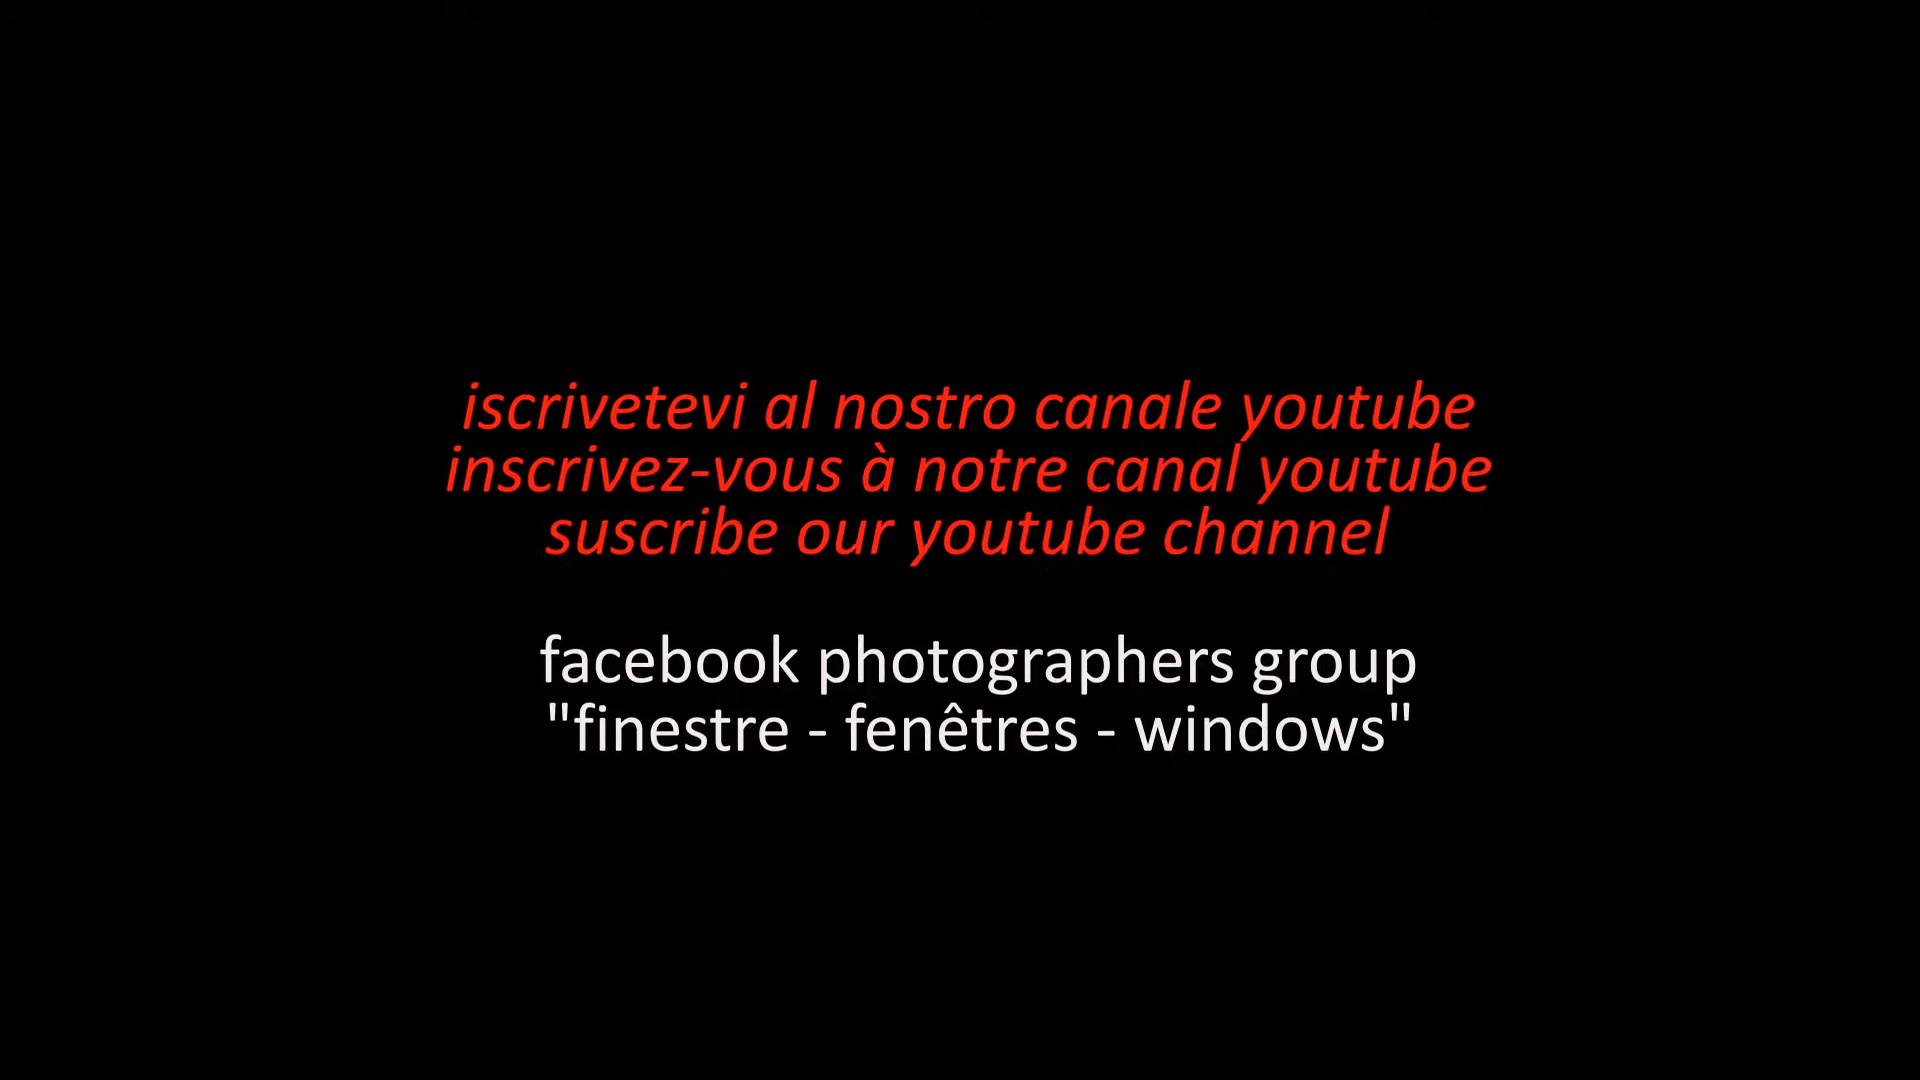 iscrivetevi al nostro canale youtube
inscrivez-vous à notre canal youtube
suscribe our youtube channel
facebook photographers group
"finestre - fenêtres - windows"